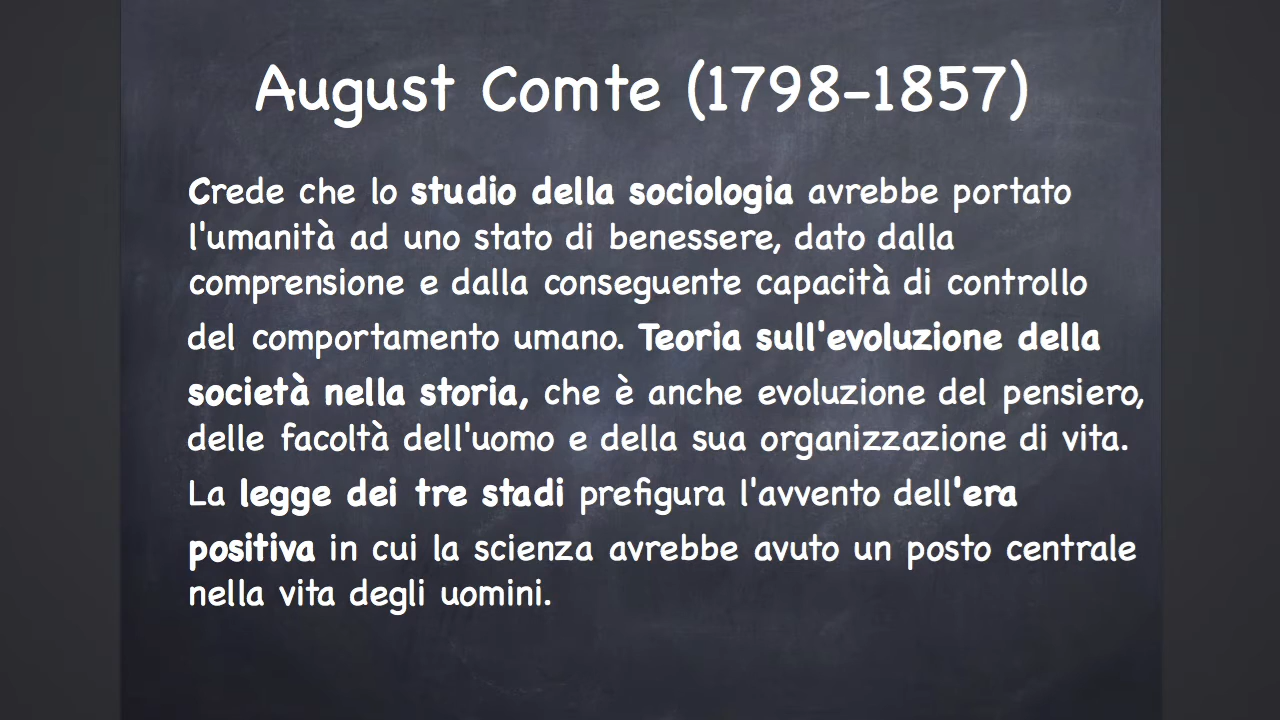 August Comte (1798-1857)
Crede che lo studio della sociologia avrebbe portato
l'umanità ad uno stato di benessere, dato dalla
comprensione e dalla conseguente capacità di controllo
del comportamento umano. Teoria sull'evoluzione della
società nella storia, che è anche evoluzione del pensiero,
delle facoltà dell'uomo e della sua organizzazione di vita.
La legge dei tre stadi prefigura l'avvento dell'era
positiva in cui la scienza avrebbe avuto un posto centrale
nella vita degli uomini.